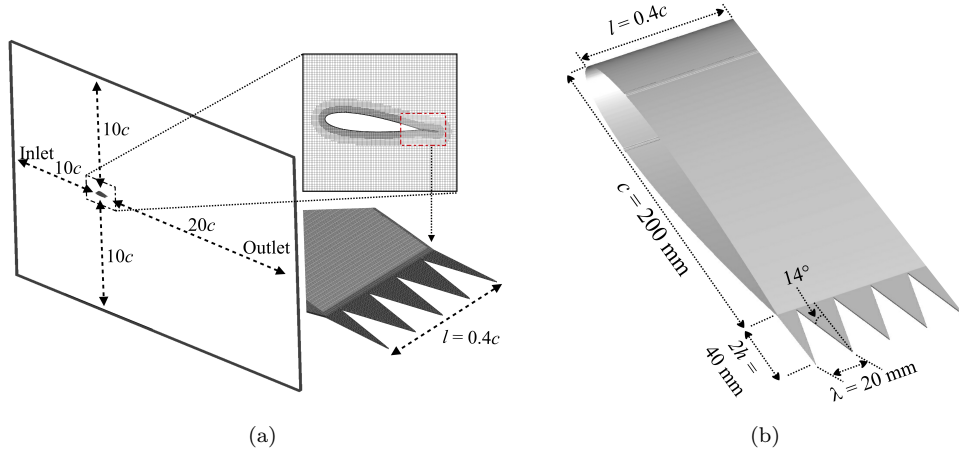 10c
Inlet
10c
20c
Outlet
10c
l = 0.4c
(a)
l = 0.4c
c = 200 mm
14°
2h =
40 mm
λ = 20 mm
(b)